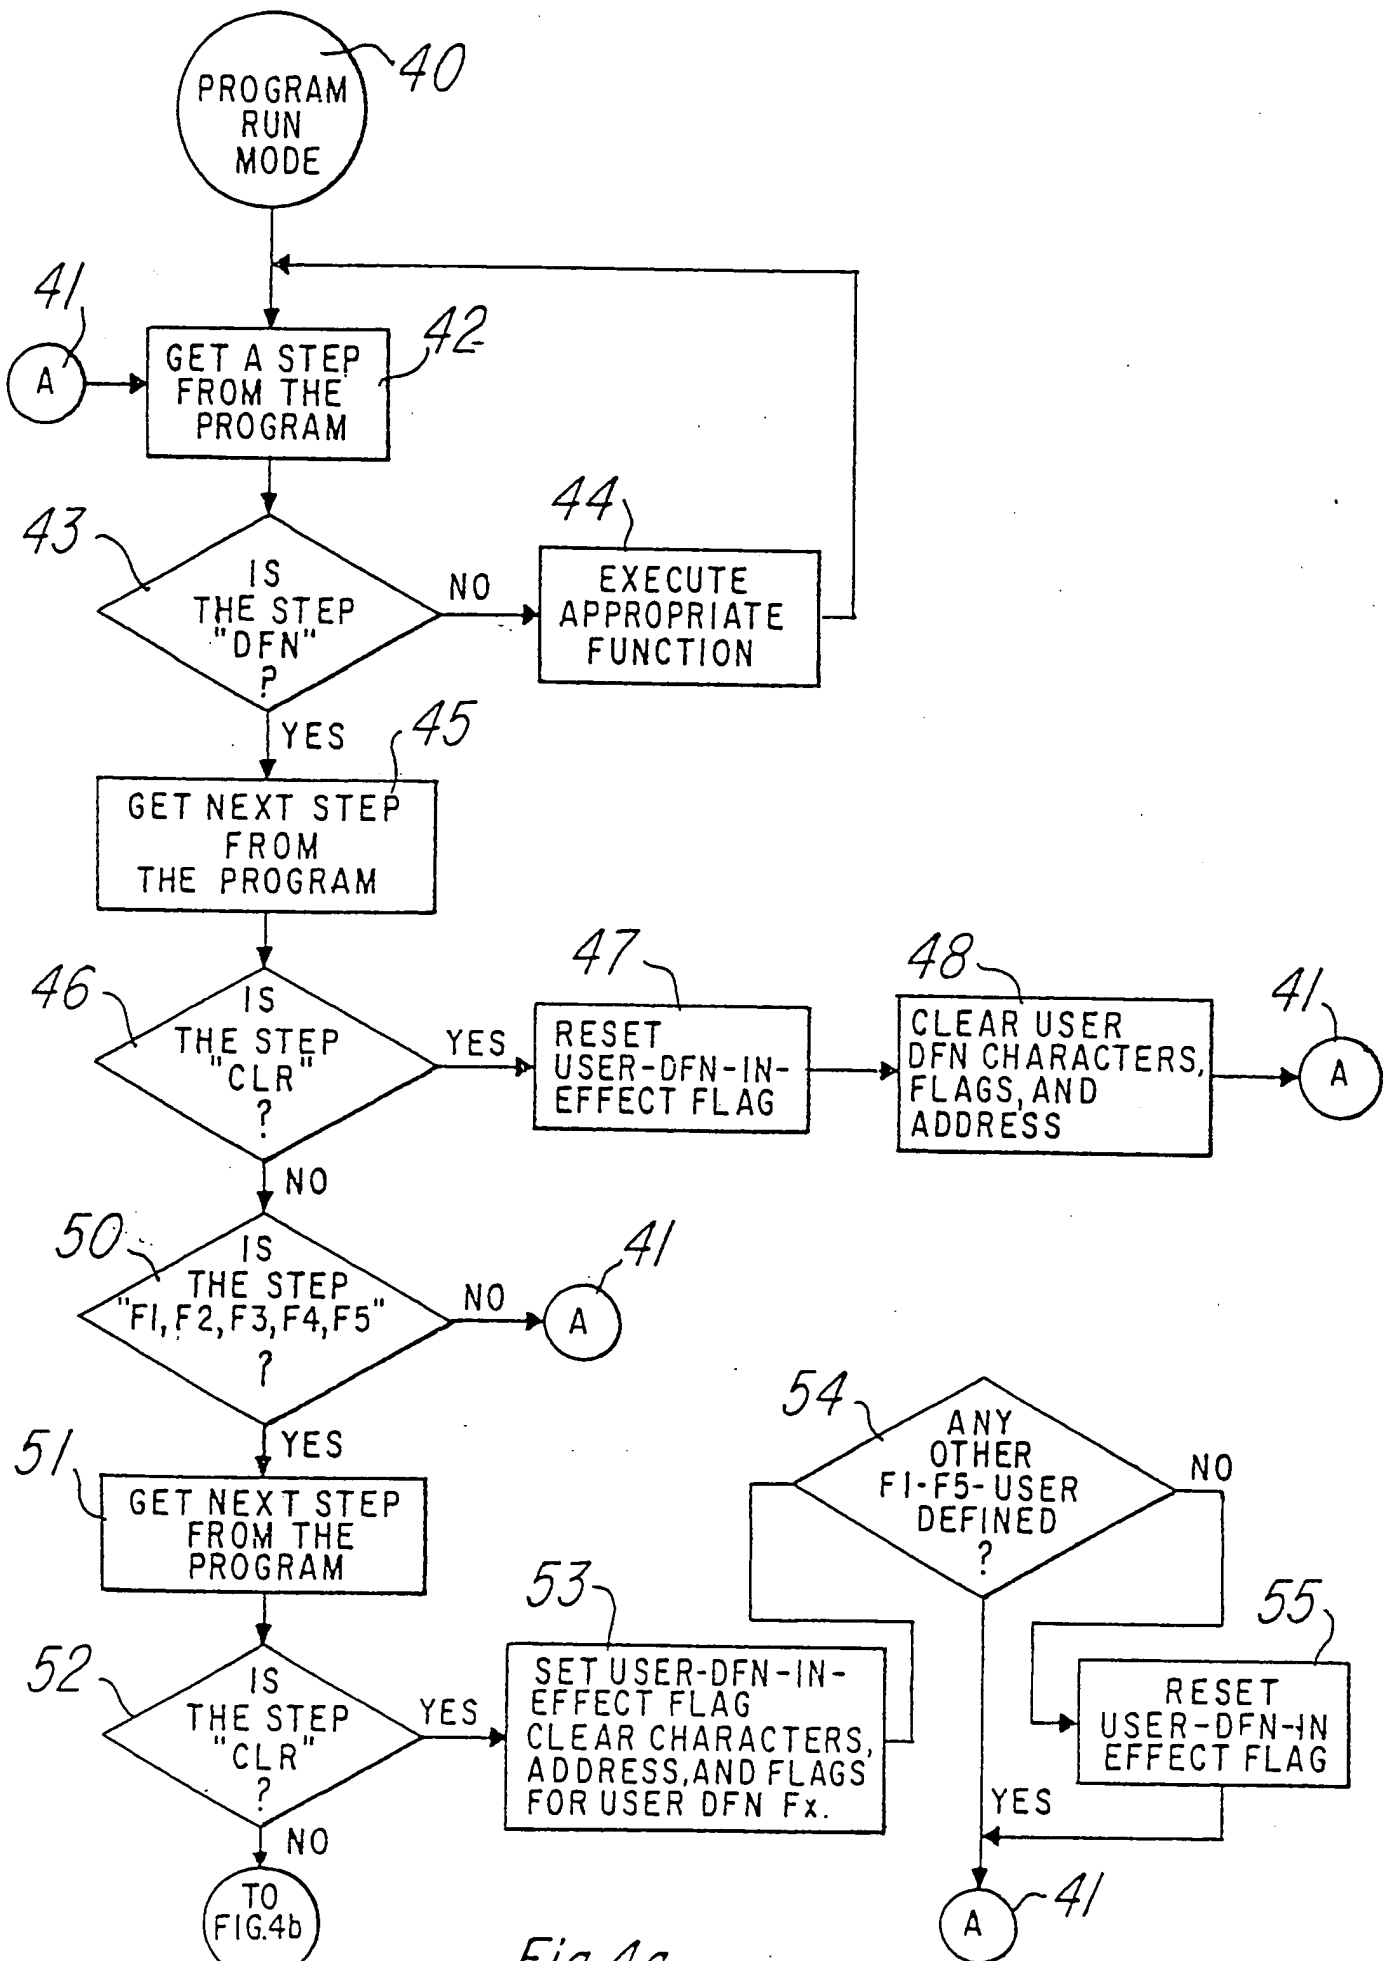 40
PROGRAM
RUN
MODE
41
A
42
GET A STEP
FROM THE
PROGRAM
43
IS
THE STEP
"DFN"
?
NO
44
EXECUTE
APPROPRIATE
FUNCTION
YES
45
GET NEXT STEP
FROM
THE PROGRAM
46
IS
THE STEP
"CLR"
?
YES
47
RESET
USER-DFN-IN-
EFFECT FLAG
48
CLEAR USER
DFN CHARACTERS,
FLAGS, AND
ADDRESS
41
A
NO
50
IS
THE STEP
"F1, F2, F3, F4, F5"
?
NO
41
A
YES
51
GET NEXT STEP
FROM THE
PROGRAM
52
IS
THE STEP
"CLR"
?
YES
53
SET USER-DFN-IN-
EFFECT FLAG
CLEAR CHARACTERS,
ADDRESS, AND FLAGS
FOR USER DFN Fx.
54
ANY
OTHER
F1-F5-USER
DEFINED
?
NO
55
RESET
USER-DFN-IN
EFFECT FLAG
YES
41
A
NO
TO
FIG.4b
Fig.4a